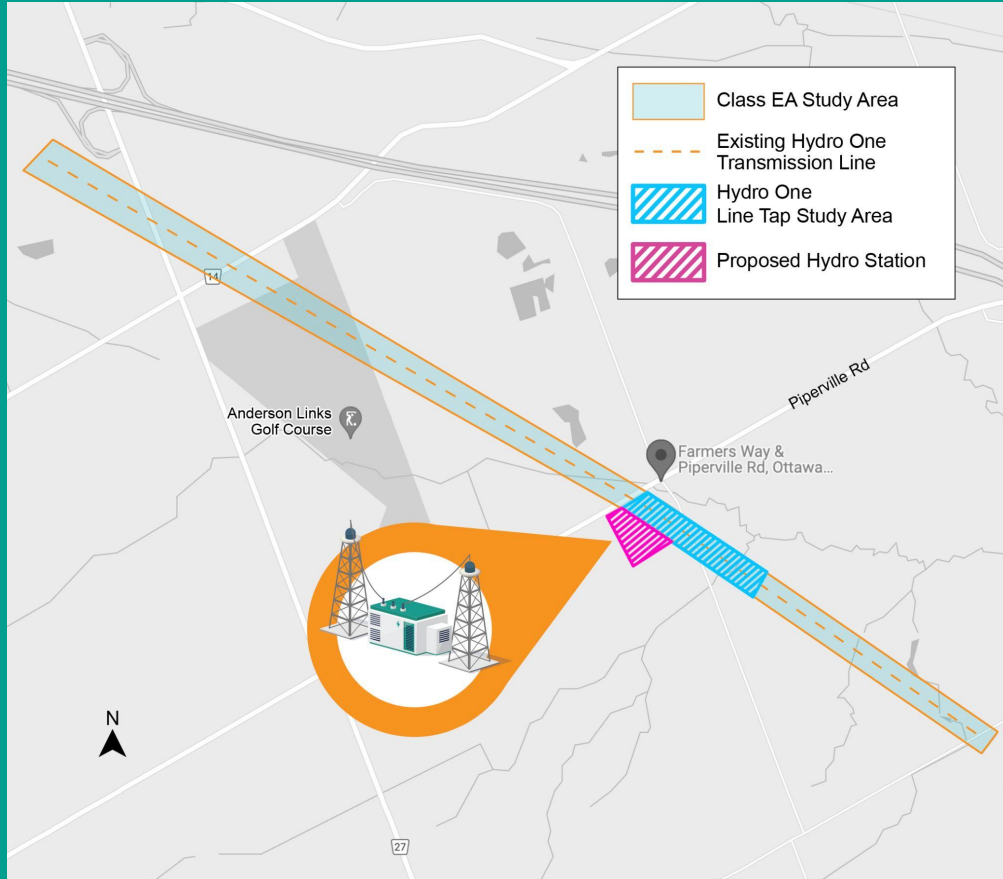 Class EA Study Area
Existing Hydro One
Transmission Line
Hydro One
Line Tap Study Area
Proposed Hydro Station
14
Piperville Rd
Anderson Links
Golf Course
Farmers Way &
Piperville Rd, Ottawa...
N
27